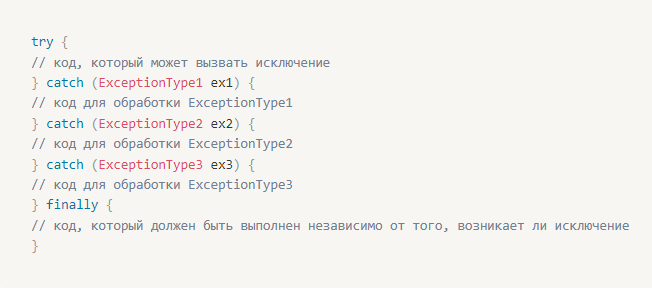 try {
// код, который может вызвать исключение
} catch (ExceptionType1 ex1) {
// код для обработки ExceptionType1
} catch (ExceptionType2 ex2) {
// код для обработки ExceptionType2
} catch (ExceptionType3 ex3) {
// код для обработки ExceptionType3
} finally {
// код, который должен быть выполнен независимо от того, возникает ли исключение
}